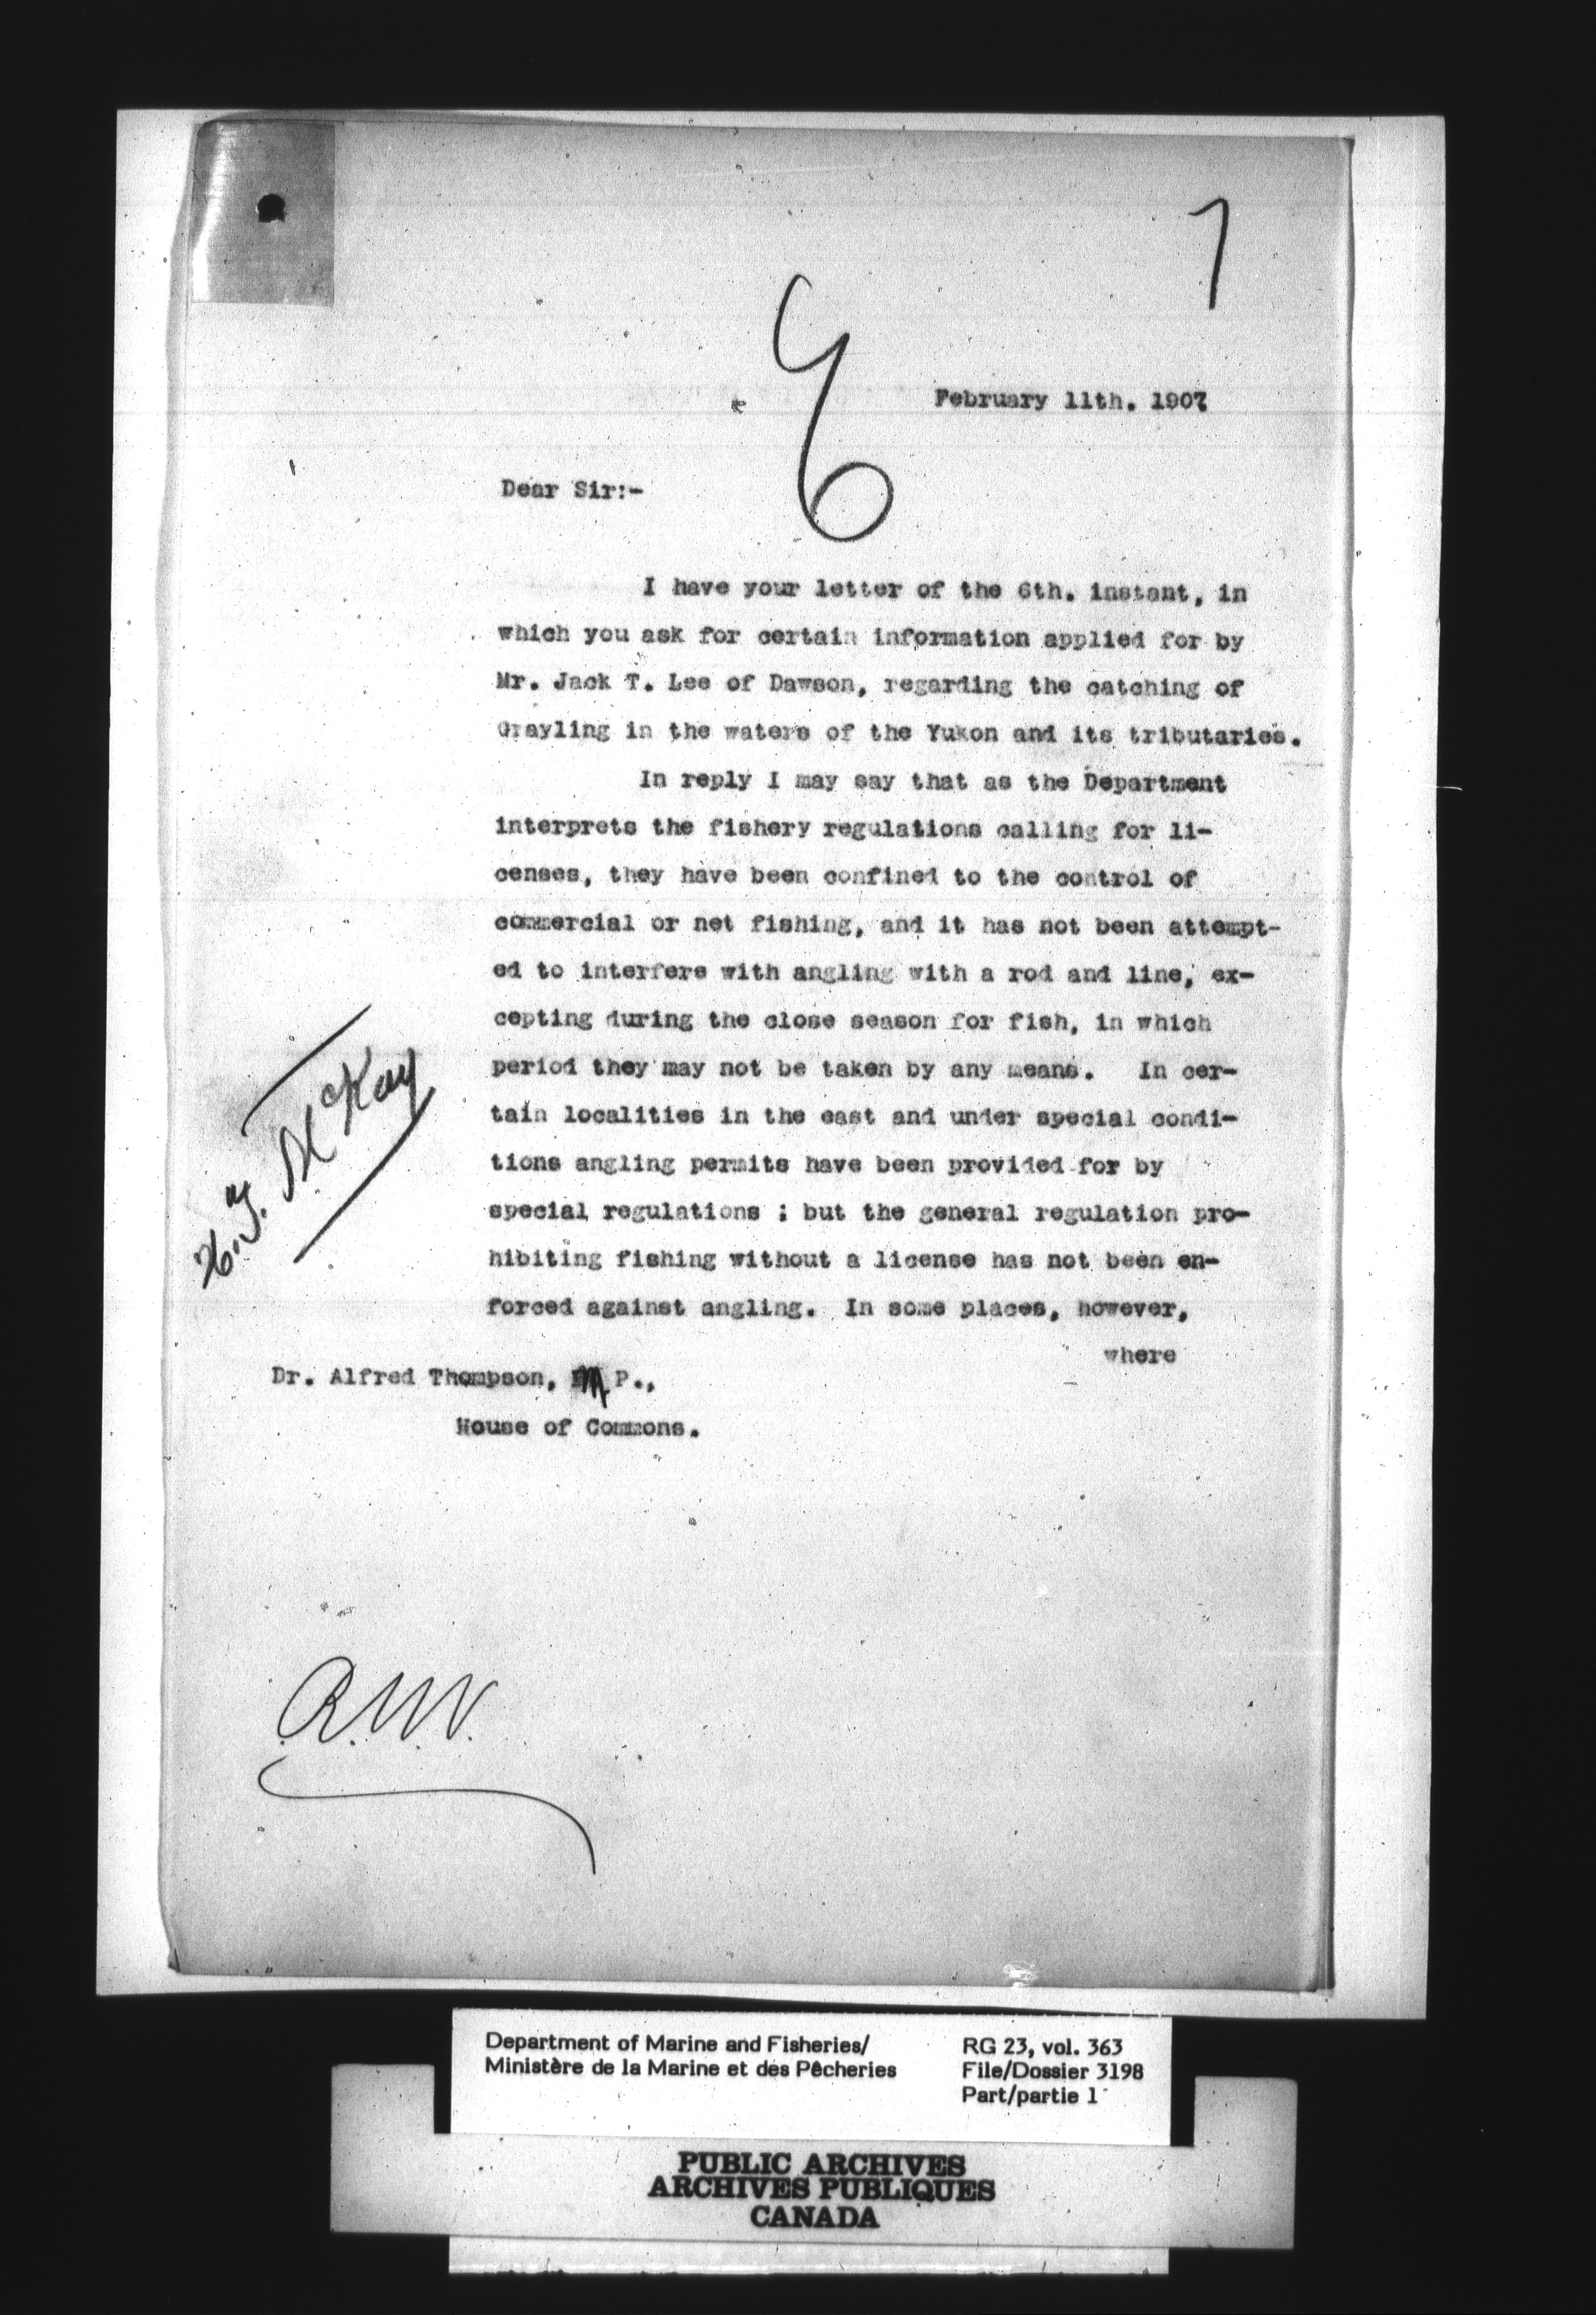 7
February 11th. 1907
Dear Sir:-
I have your letter of the 6th. instant, in
which you ask for certain information applied for by
Mr. Jack T. Lee of Dawson, regarding the catching of
Grayling in the waters of the Yukon and its tributaries.
In reply I may say that as the Department
interprets the fishery regulations calling for li-
censes, they have been confined to the control of
commercial or net fishing, and it has not been attempt-
ed to interfere with angling with a rod and line, ex-
cepting during the close season for fish, in which
period they may not be taken by any means. In cer-
tain localities in the east and under special condi-
tions angling permits have been provided for by
special regulations ; but the general regulation pro-
hibiting fishing without a license has not been en-
forced against angling. In some places, however,
where
McKay
Dr. Alfred Thompson, M P.,
House of Commons.
Department of Marine and Fisheries/
Ministère de la Marine et des Pêcheries
RG 23, vol. 363
File/Dossier 3198
Part/partie 1
PUBLIC ARCHIVES
ARCHIVES PUBLIQUES
CANADA